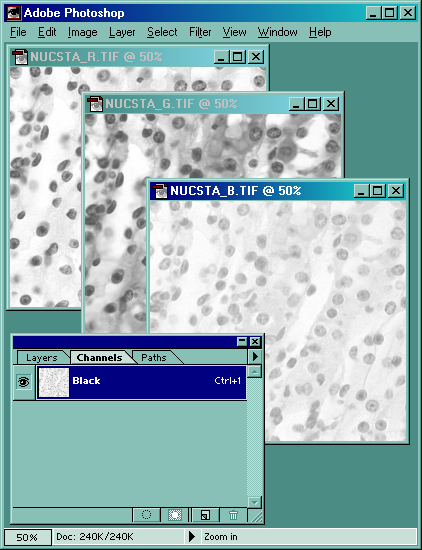 Adobe Photoshop
File Edit Image Layer Select Filter View Window Help
NUCSTA_R.TIF @ 50%
NUCSTA_G.TIF @ 50%
NUCSTA_B.TIF @ 50%
Layers Channels Paths
Black Ctrl+1
50% Doc: 240K/240K Zoom in